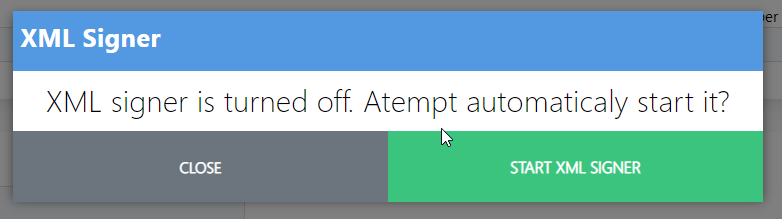 XML Signer
XML signer is turned off. Atempt automaticaly start it?
CLOSE
START XML SIGNER